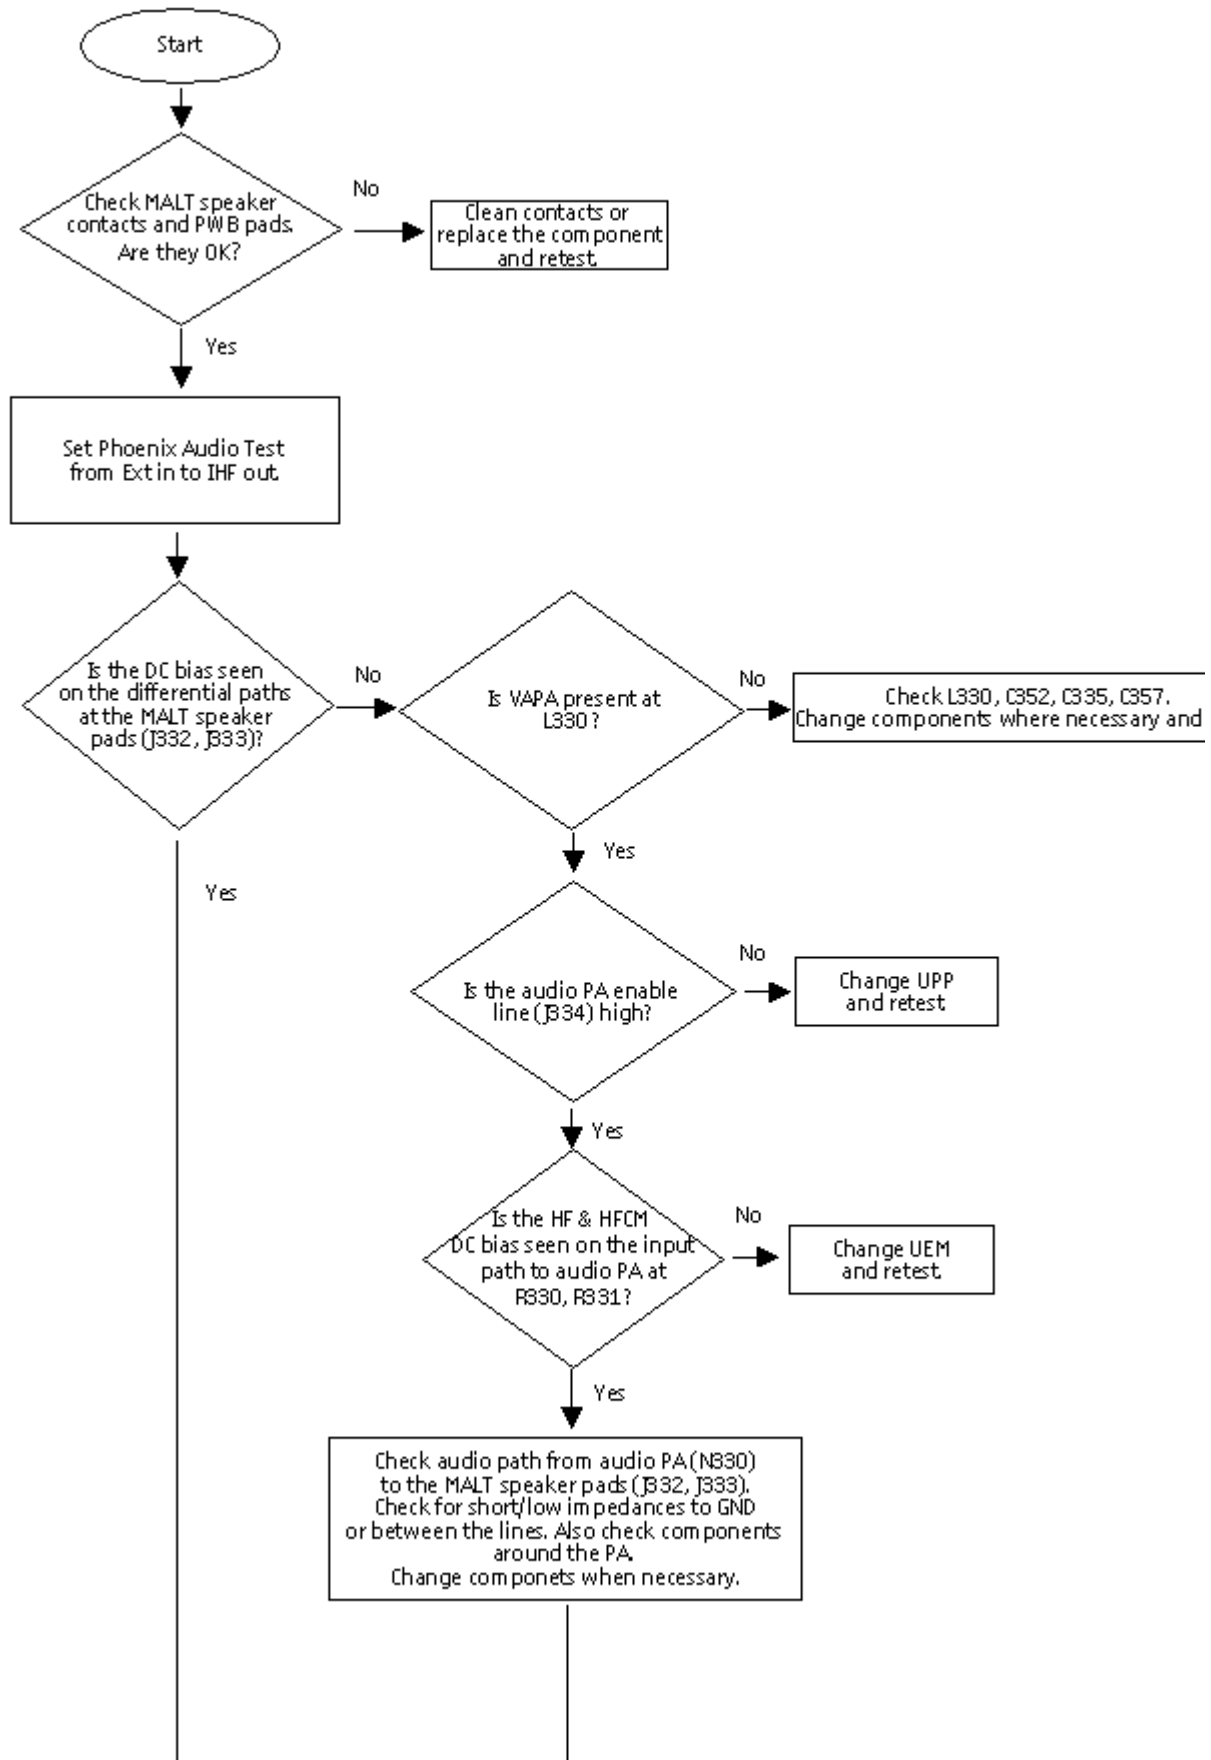 Start
Check MALT speaker
contacts and PWB pads.
Are they OK?
No
Clean contacts or
replace the component
and retest.
Yes
Set Phoenix Audio Test
from Ext in to IHF out.
Is the DC bias seen
on the differential paths
at the MALT speaker
pads (J332, J333)?
No
Is VAPA present at
L330?
No
Check L330, C352, C335, C357.
Change components where necessary and
Yes
Yes
Is the audio PA enable
line (J334) high?
No
Change UPP
and retest
Yes
Is the HF & HFCM
DC bias seen on the input
path to audio PA at
R330, R331?
No
Change UEM
and retest.
Yes
Check audio path from audio PA (N330)
to the MALT speaker pads (J332, J333).
Check for short/low impedances to GND
or between the lines. Also check components
around the PA.
Change componets when necessary.